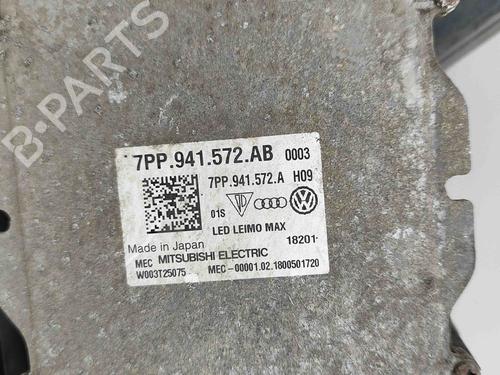 B-PARTS
7PP.941.572.AB 0003
7PP.941.572.A H09
01S
LED LEIMO MAX
Made in Japan 18201
MEC MITSUBISHI ELECTRIC
W003T25075 MEC-00001.02.1800501720